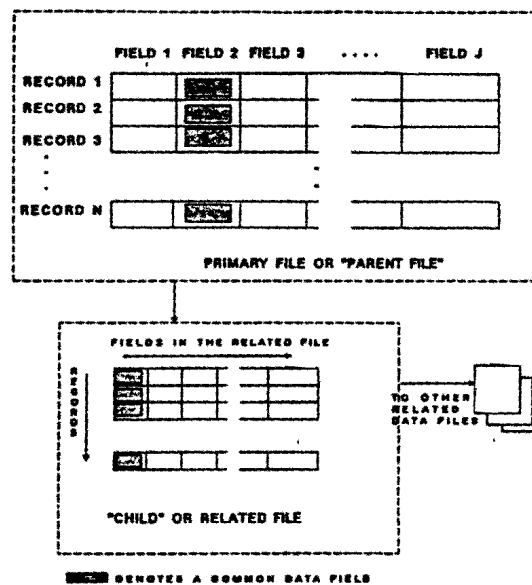 FIELD 1 FIELD 2 FIELD 3 .... FIELD J
RECORD 1
RECORD 2
RECORD 3
RECORD N
PRIMARY FILE OR "PARENT FILE"
FIELDS IN THE RELATED FILE
RECORDS
TO OTHER
RELATED
DATA FILES
"CHILD" OR RELATED FILE
DENOTES A COMMON DATA FIELD